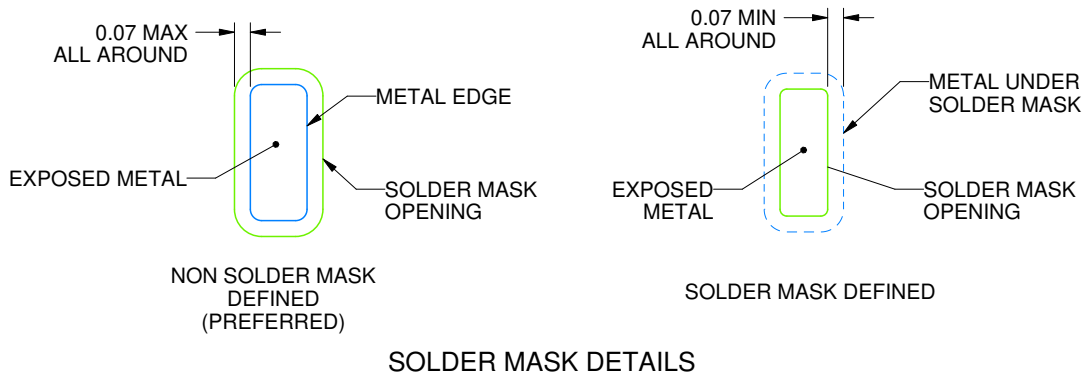 0.07 MAX
ALL AROUND
METAL EDGE
EXPOSED METAL
SOLDER MASK
OPENING
NON SOLDER MASK
DEFINED
(PREFERRED)
0.07 MIN
ALL AROUND
METAL UNDER
SOLDER MASK
EXPOSED
METAL
SOLDER MASK
OPENING
SOLDER MASK DEFINED
SOLDER MASK DETAILS